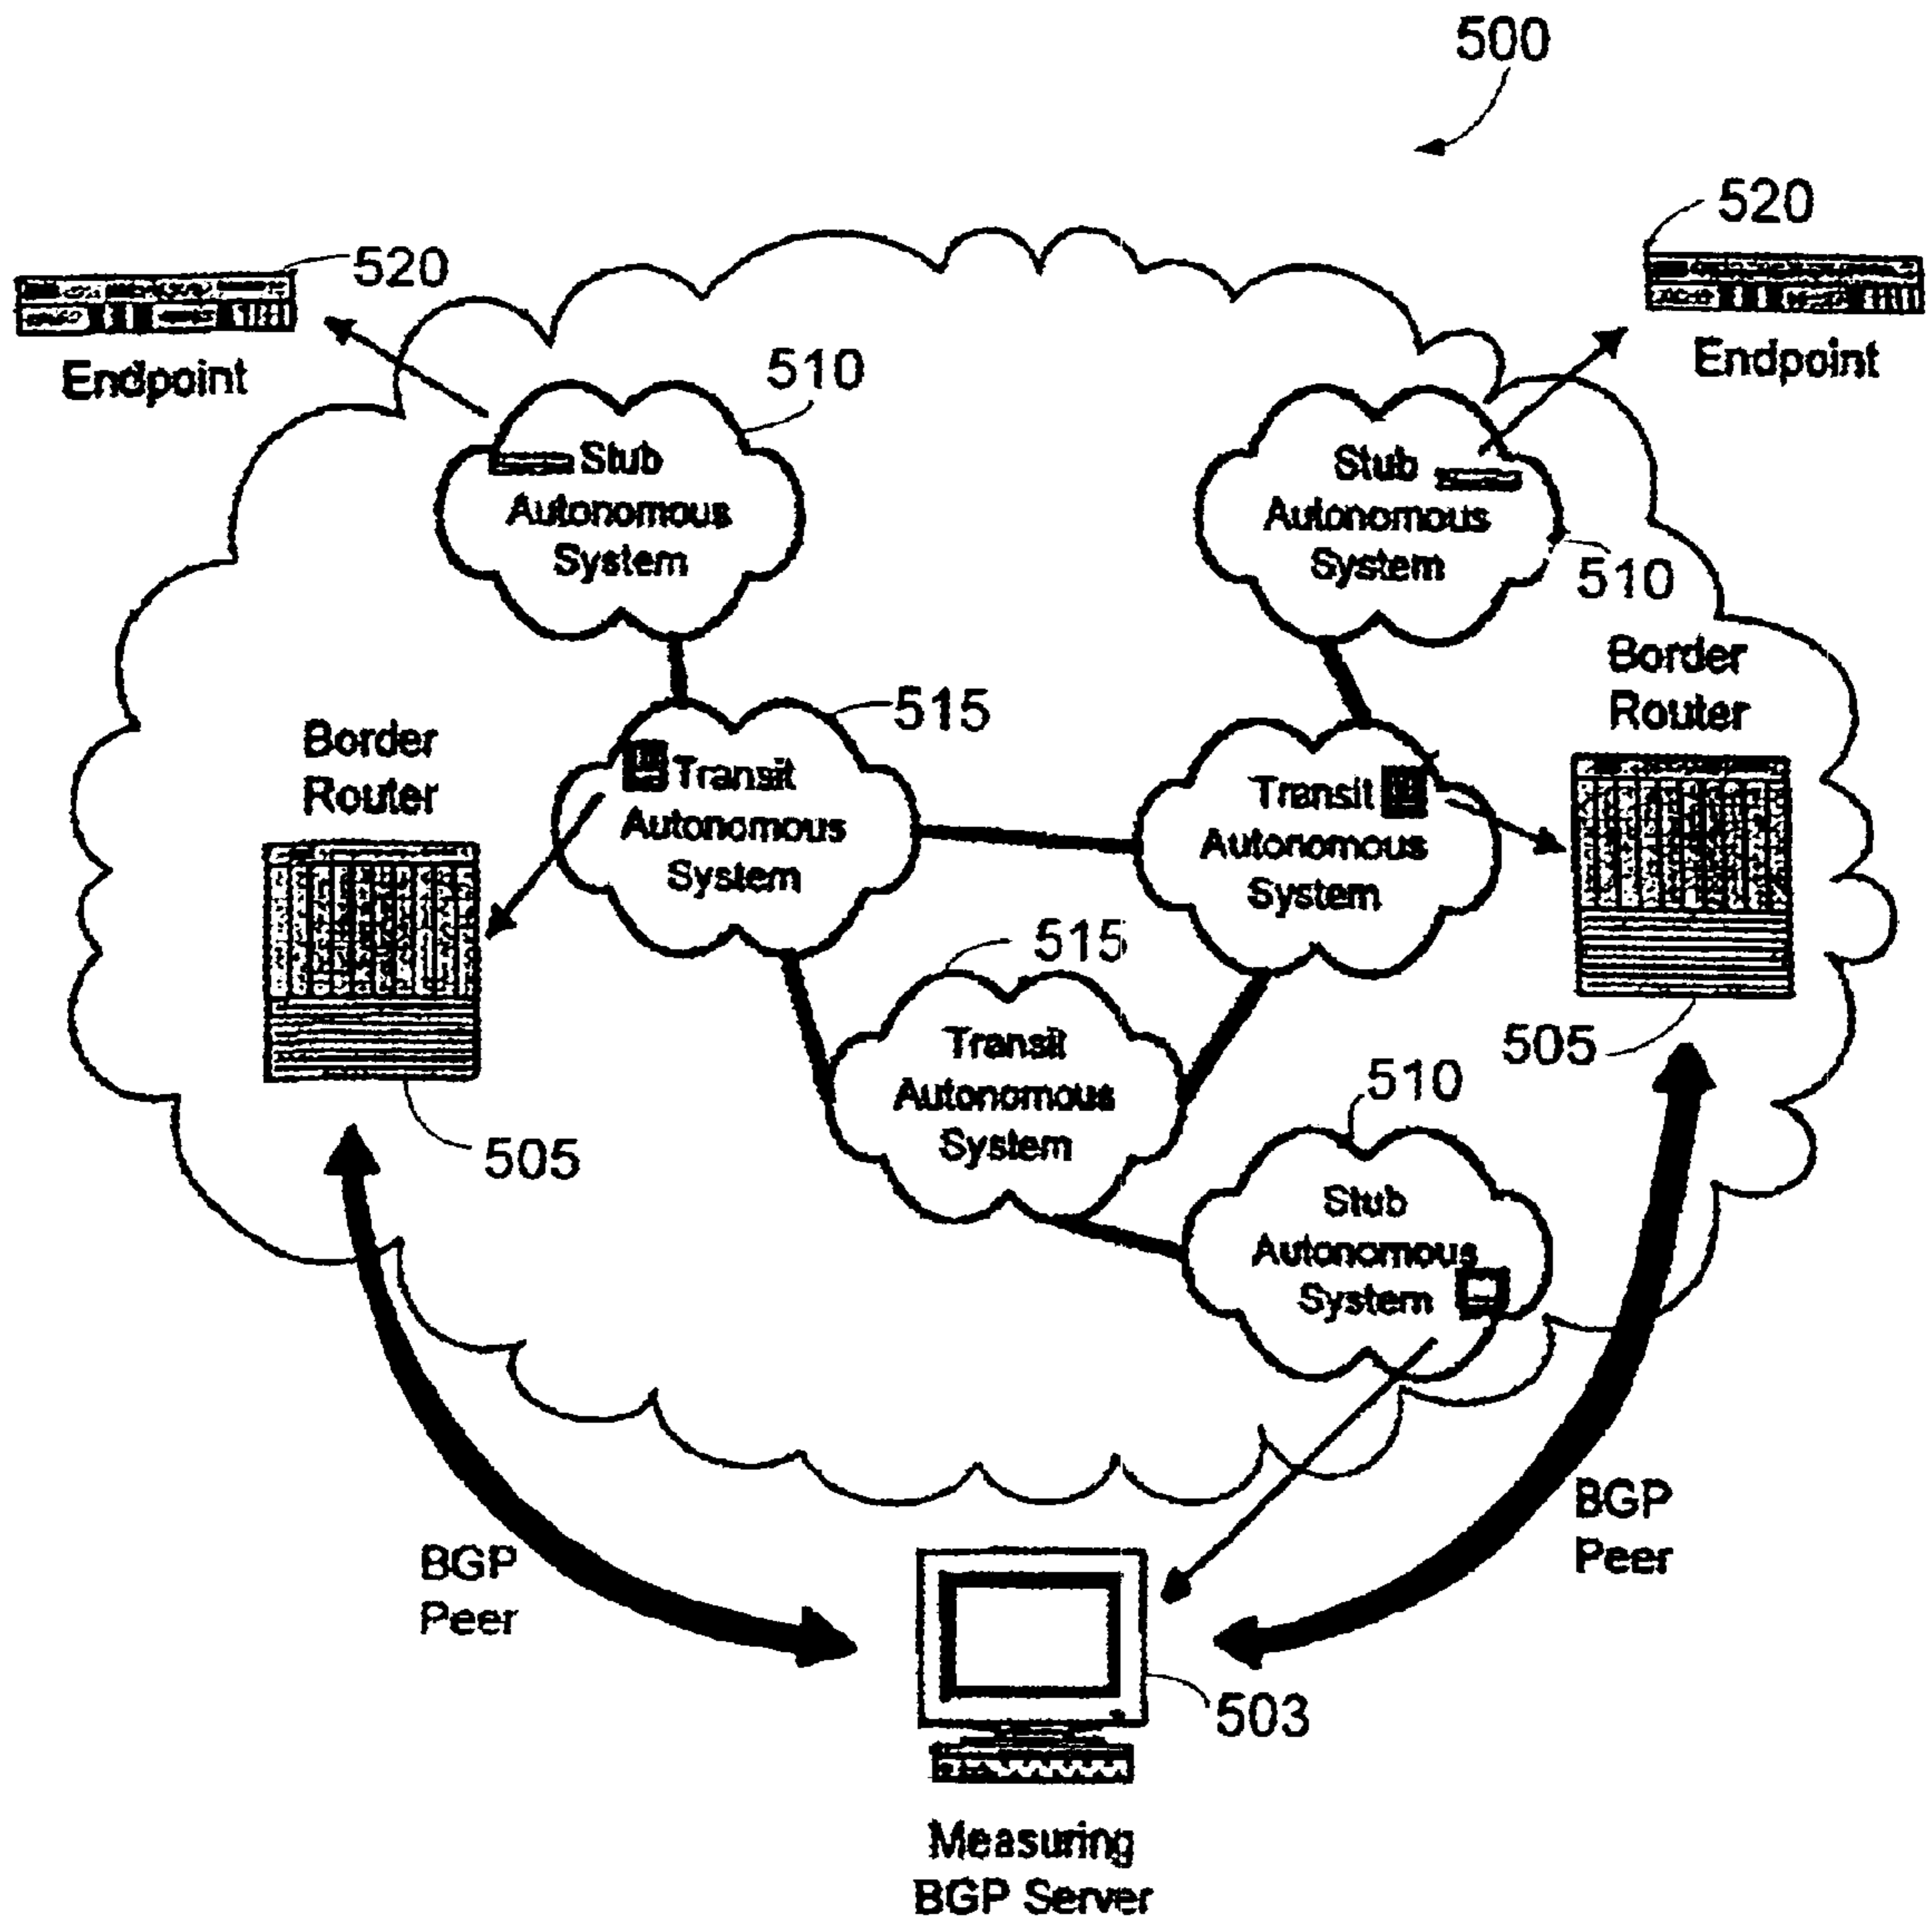 500
520
520
Endpoint
Endpoint
510
Stub
Autonomous
System
Stub
Autonomous
System
510
Border
Router
515
Border
Router
Transit
Autonomous
System
Transit
Autonomous
System
515
505
Transit
Autonomous
System
510
505
Stub
Autonomous
System
BGP
Peer
BGP
Peer
503
Measuring
BGP Server